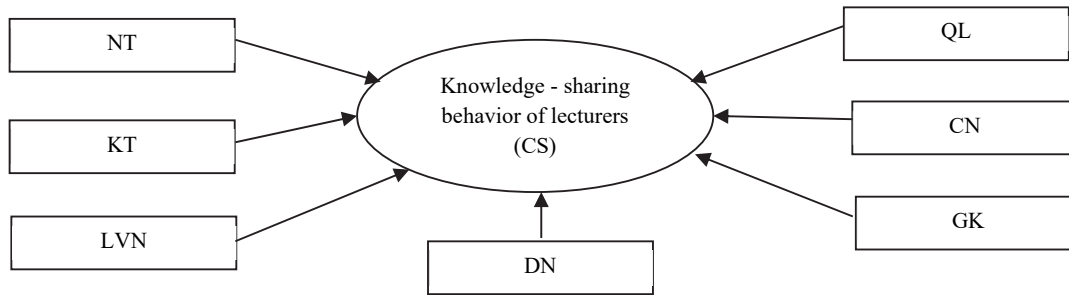 NT
KT
LVN
Knowledge - sharing
behavior of lecturers
(CS)
DN
QL
CN
GK